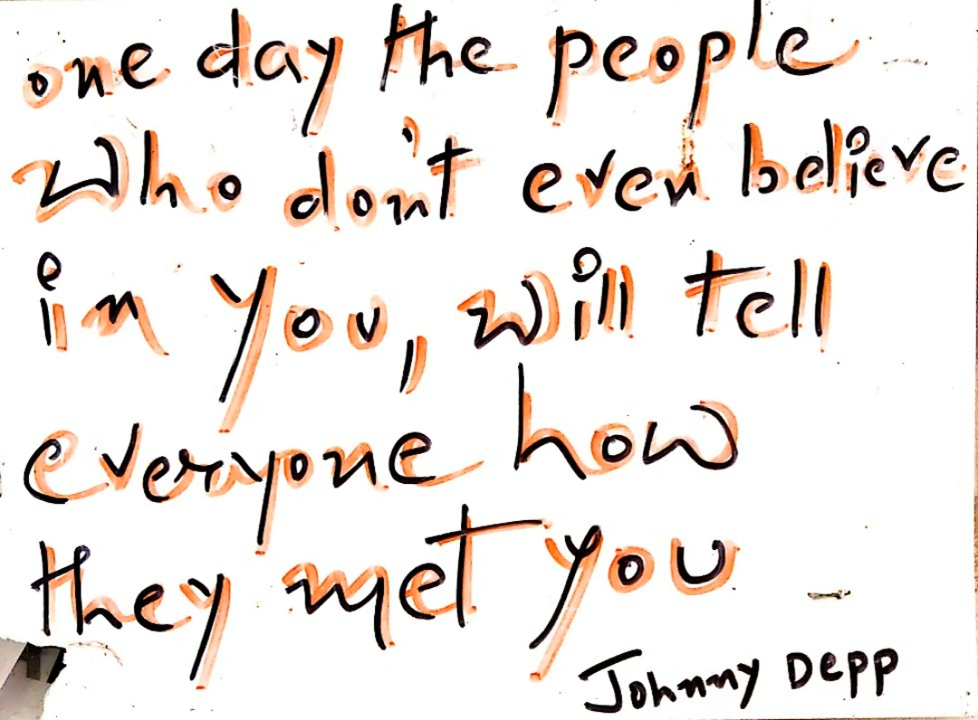 one day the people
who don't even believe
in you, will tell
everyone how
they met you
Johnny Depp